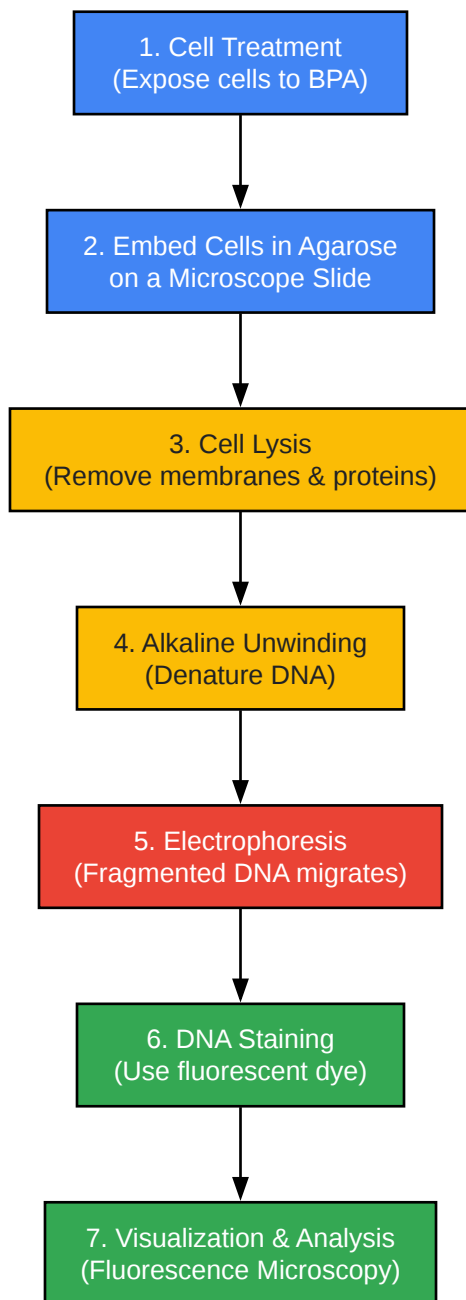 1. Cell Treatment
(Expose cells to BPA)
2. Embed Cells in Agarose
on a Microscope Slide
3. Cell Lysis
(Remove membranes & proteins)
4. Alkaline Unwinding
(Denature DNA)
5. Electrophoresis
(Fragmented DNA migrates)
6. DNA Staining
(Use fluorescent dye)
7. Visualization & Analysis
(Fluorescence Microscopy)